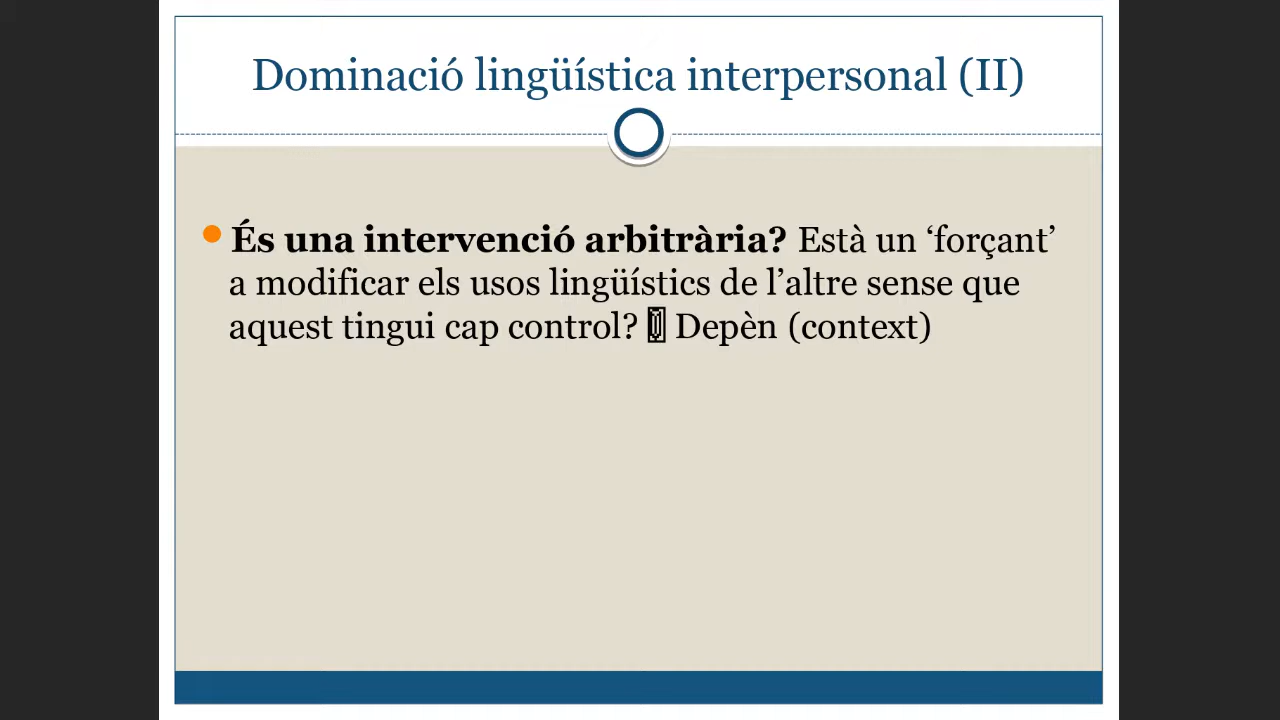 Dominació lingüística interpersonal (II)
És una intervenció arbitrària? Està un ‘forçant’
a modificar els usos lingüístics de l’altre sense que
aquest tingui cap control? Depèn (context)